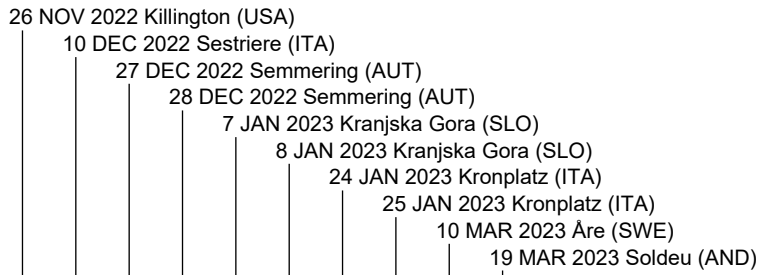 26 NOV 2022 Killington (USA)
10 DEC 2022 Sestriere (ITA)
27 DEC 2022 Semmering (AUT)
28 DEC 2022 Semmering (AUT)
7 JAN 2023 Kranjska Gora (SLO)
8 JAN 2023 Kranjska Gora (SLO)
24 JAN 2023 Kronplatz (ITA)
25 JAN 2023 Kronplatz (ITA)
10 MAR 2023 Åre (SWE)
19 MAR 2023 Soldeu (AND)